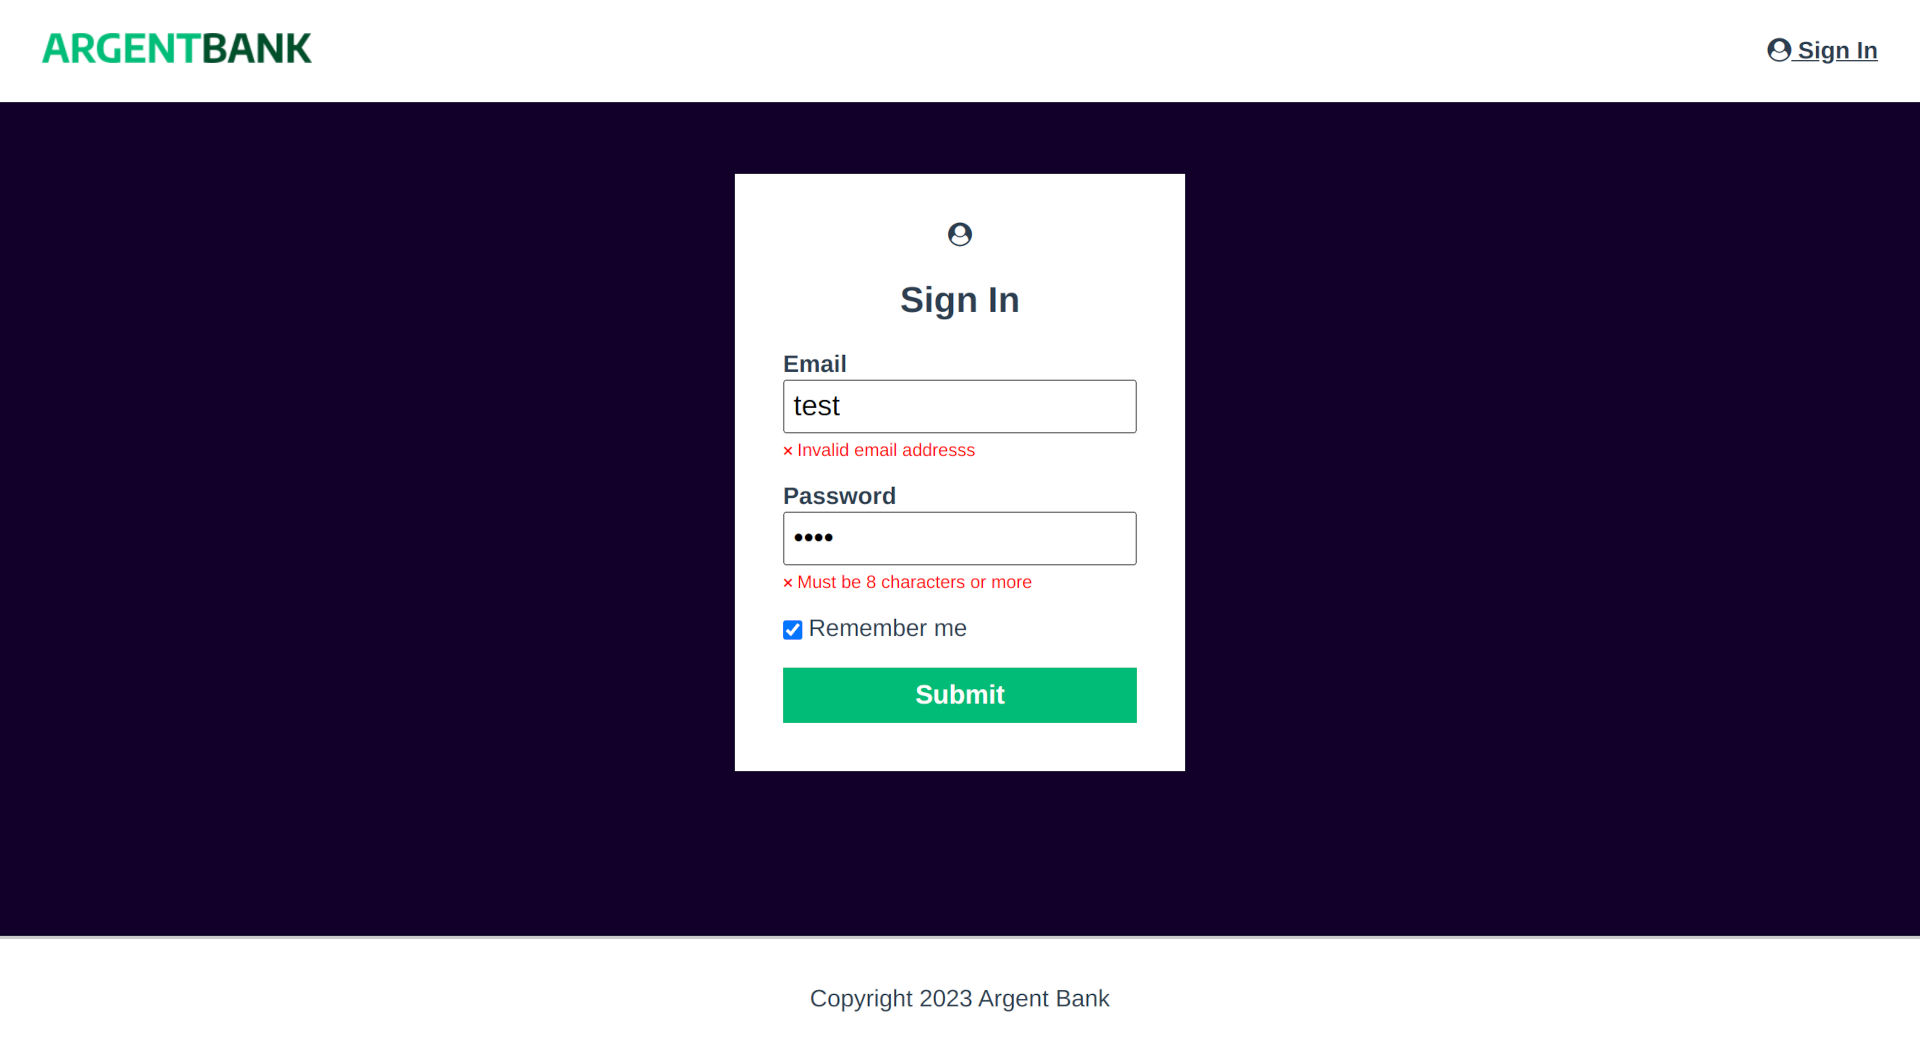 ARGENTBANK
Sign In
Sign In
Email
test
× Invalid email addresss
Password
••••
× Must be 8 characters or more
Remember me
Submit
Copyright 2023 Argent Bank